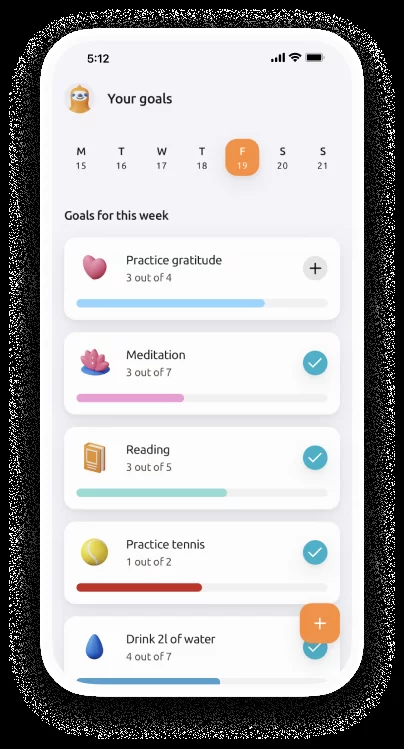 5:12
Your goals
M T W T F S S
15 16 17 18 19 20 21
Goals for this week
Practice gratitude
3 out of 4
Meditation
3 out of 7
Reading
3 out of 5
Practice tennis
1 out of 2
Drink 2l of water
4 out of 7